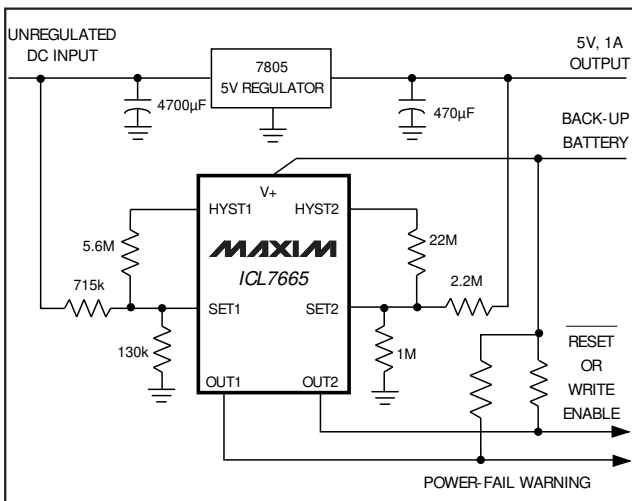 UNREGULATED
DC INPUT
7805
5V REGULATOR
5V, 1A
OUTPUT
4700µF
470µF
BACK-UP
BATTERY
V+
HYST1
HYST2
5.6M
MAXIM
22M
ICL7665
715k
2.2M
SET1
SET2
130k
1M
RESET
OR
WRITE
ENABLE
OUT1
OUT2
POWER-FAIL WARNING